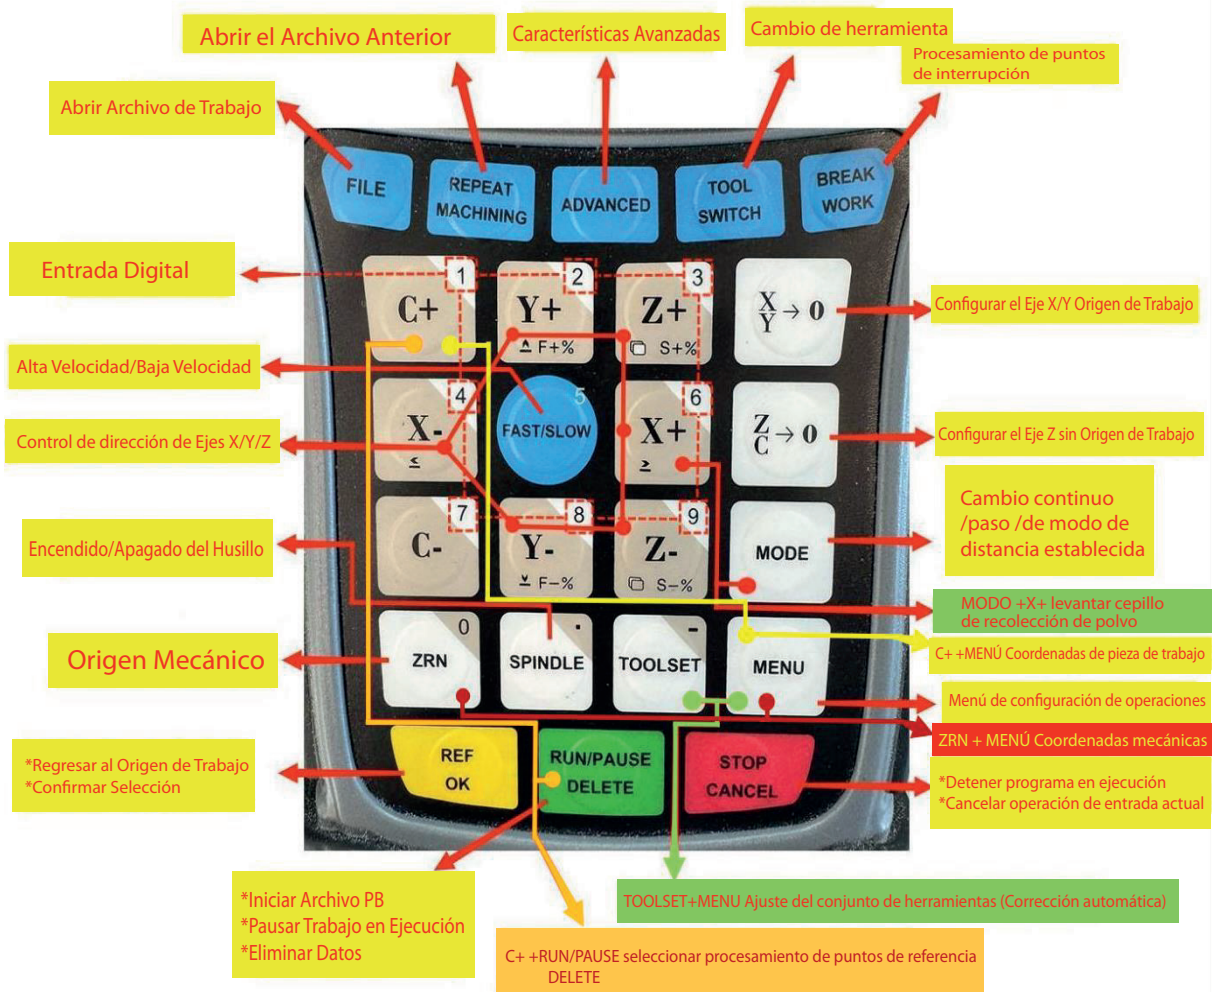 Abrir el Archivo Anterior
Características Avanzadas
Cambio de herramienta
Procesamiento de puntos
de interrupción
Abrir Archivo de Trabajo
FILE
REPEAT
MACHINING
ADVANCED
TOOL
SWITCH
BREAK
WORK
Entrada Digital
C+
1
Y+
2
F+%
Z+
3
S+%
X
Y → 0
Configurar el Eje X/Y Origen de Trabajo
Alta Velocidad/Baja Velocidad
Control de dirección de Ejes X/Y/Z
X-
4
<
FAST/SLOW
5
X+
6
>
Z
C → 0
Configurar el Eje Z sin Origen de Trabajo
Encendido/Apagado del Husillo
C-
7
Y-
8
F-%
Z-
9
S-%
MODE
Cambio continuo
/paso /de modo de
distancia establecida
MODO +X+ levantar cepillo
de recolección de polvo
C+ +MENÚ Coordenadas de pieza de trabajo
Origen Mecánico
ZRN
0
SPINDLE
.
TOOLSET
-
MENU
Menú de configuración de operaciones
ZRN + MENÚ Coordenadas mecánicas
*Regresar al Origen de Trabajo
*Confirmar Selección
REF
OK
RUN/PAUSE
DELETE
STOP
CANCEL
*Detener programa en ejecución
*Cancelar operación de entrada actual
*Iniciar Archivo PB
*Pausar Trabajo en Ejecución
*Eliminar Datos
TOOLSET+MENU Ajuste del conjunto de herramientas (Corrección automática)
C+ +RUN/PAUSE seleccionar procesamiento de puntos de referencia
DELETE